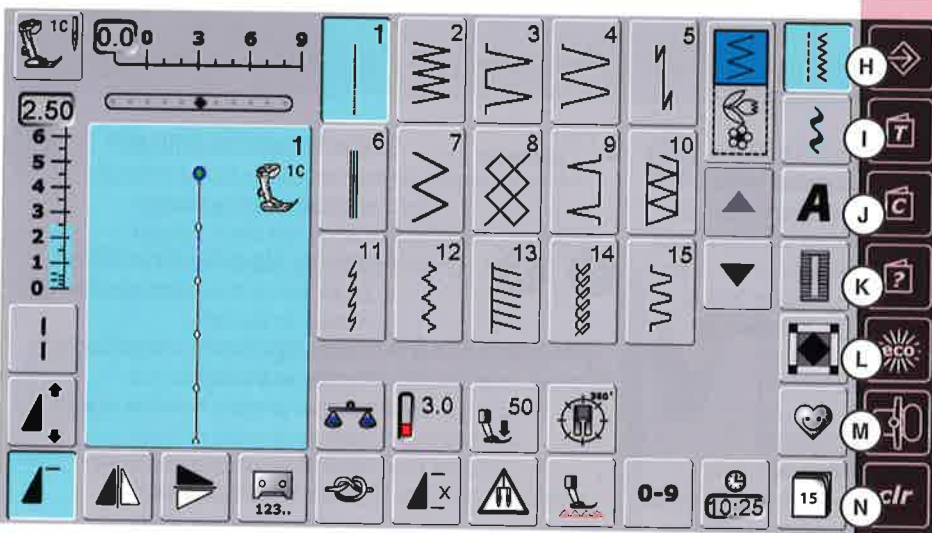 1C
0.0 0 3 6 9
2.50
6
5
4
3
2
1
0
1
1C
1 2 3 4 5
6 7 8 9 10
11 12 13 14 15
A
3.0
50
360°
123..
x
0-9
10:25
15
H
I T
J C
K ?
L eco
M
N clr